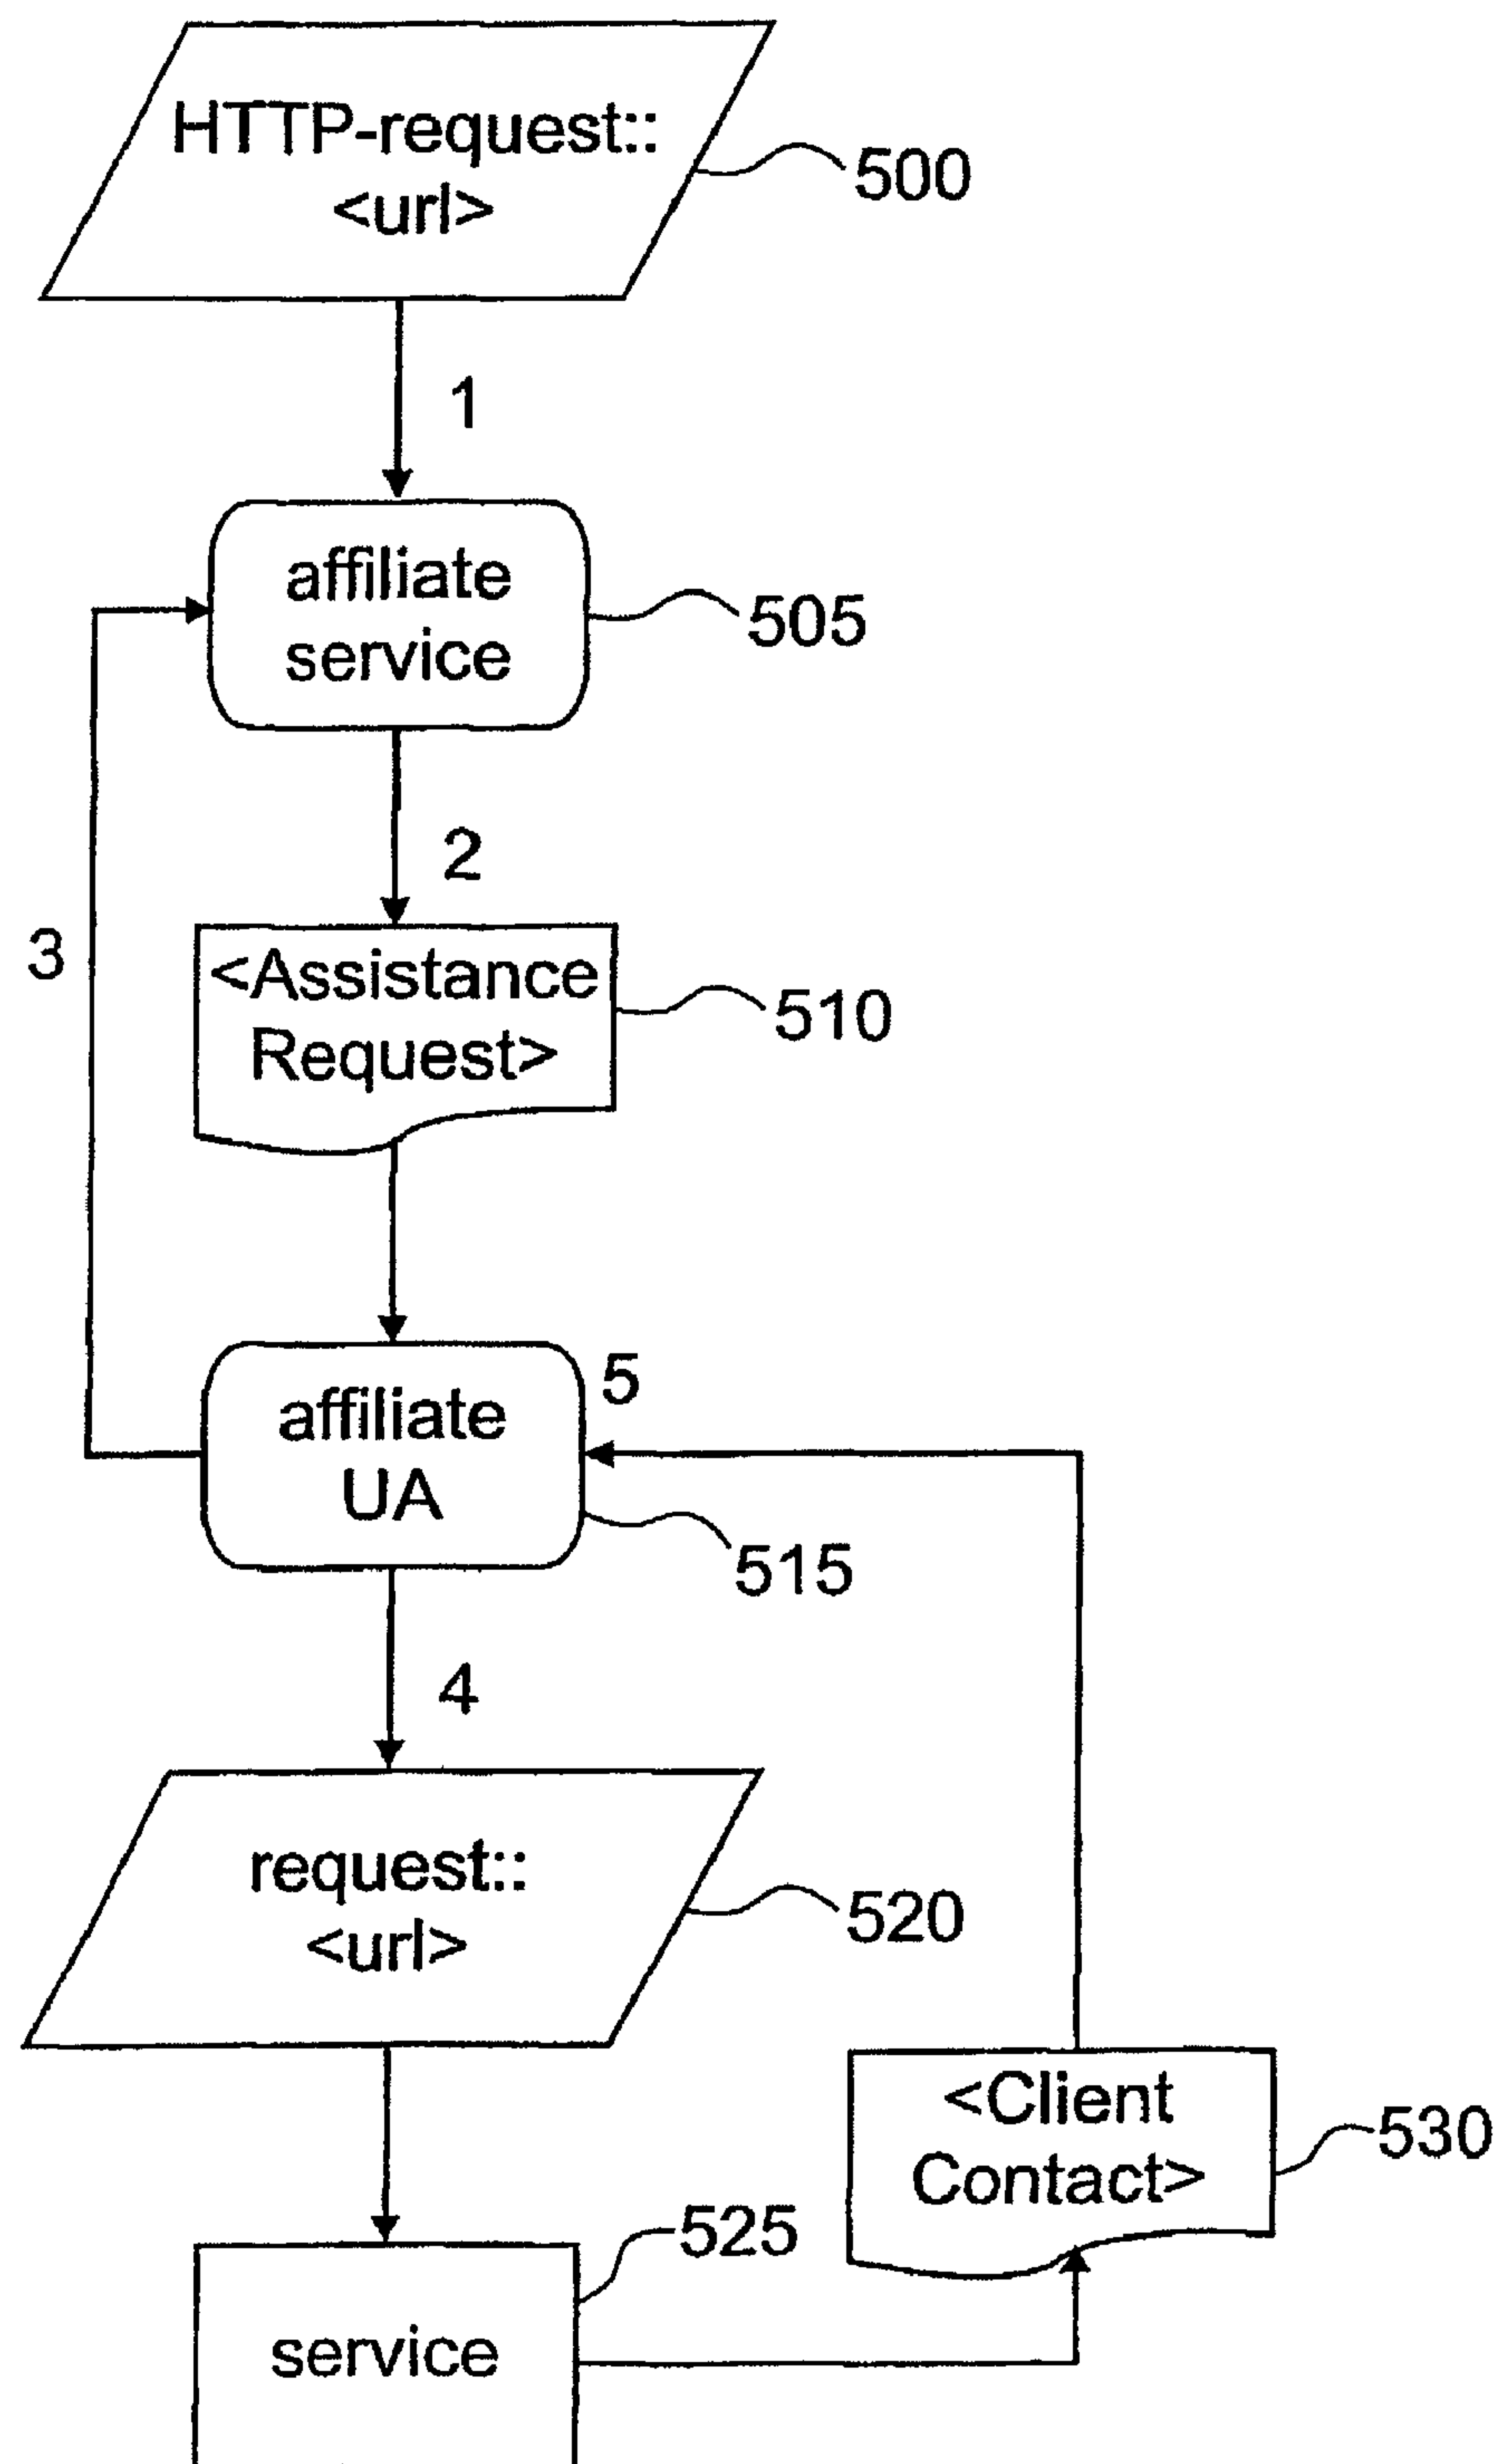 HTTP-request::
<url>
500
1
affiliate
service
505
2
3
<Assistance
Request>
510
5
affiliate
UA
515
4
request::
<url>
520
<Client
Contact>
530
525
service